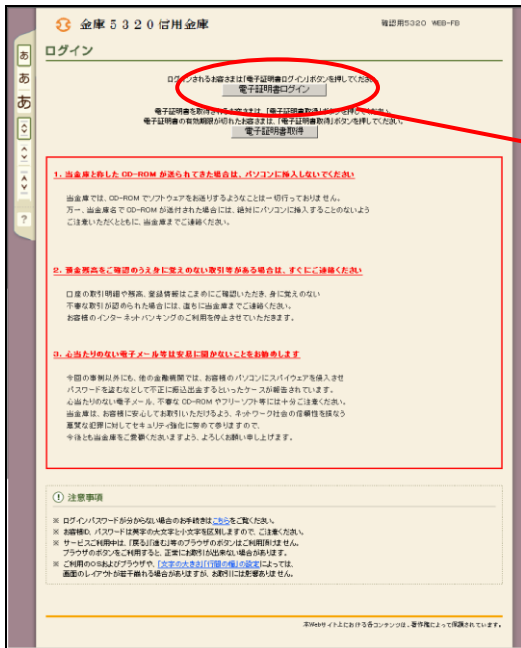 金庫５３２０信用金庫
確認用5320 WEB-FB
ログイン
あ
あ
あ
?
ログインされるお客さまは「電子証明書ログイン」ボタンを押してください。
電子証明書ログイン
電子証明書を取得されるお客さまは、「電子証明書取得」ボタンを押してください。
電子証明書の有効期限が切れたお客さまは、「電子証明書取得」ボタンを押してください。
電子証明書取得
1. 当金庫と称した CD-ROM が送られてきた場合は、パソコンに挿入しないでください
当金庫では、CD-ROM でソフトウェアをお送りするようなことは一切行っておりません。
万一、当金庫名で CD-ROM が送付された場合には、絶対にパソコンに挿入することのないよう
ご注意いただくとともに、当金庫までご連絡ください。
2. 預金残高をご確認のうえ身に覚えのない取引等がある場合は、すぐにご連絡ください
口座の取引明細や残高、登録情報はこまめにご確認いただき、身に覚えのない
不審な取引が認められた場合には、直ちに当金庫までご連絡ください。
お客様のインターネットバンキングのご利用を停止させていただきます。
3. 心当たりのない電子メール等は安易に開かないことをお勧めします
今回の事例以外にも、他の金融機関では、お客様のパソコンにスパイウェアを侵入させ
パスワードを盗むなどして不正に振込出金するといったケースが報告されています。
心当たりのない電子メール、不審な CD-ROM やフリーソフト等には十分ご注意ください。
当金庫は、お客様に安心してお取引いただけるよう、ネットワーク社会の信頼性を損なう
悪質な犯罪に対してセキュリティ強化に努めて参りますので、
今後とも当金庫をご愛顧くださいますよう、よろしくお願い申し上げます。
注意事項
※ ログインパスワードが分からない場合のお手続きはこちらをご覧ください。
※ お客様ID、パスワードは英字の大文字と小文字を区別しますので、ご注意ください。
※ サービスご利用中は、「戻る」「進む」等のブラウザのボタンはご利用頂けません。
ブラウザのボタンをご利用すると、正常にお取引が出来ない場合があります。
※ ご利用のOSおよびブラウザや、「文字の大きさ」「行間の幅」の設定によっては、
画面のレイアウトが若干崩れる場合がありますが、お取引には影響ありません。
本Webサイト上における各コンテンツは、著作権によって保護されています。